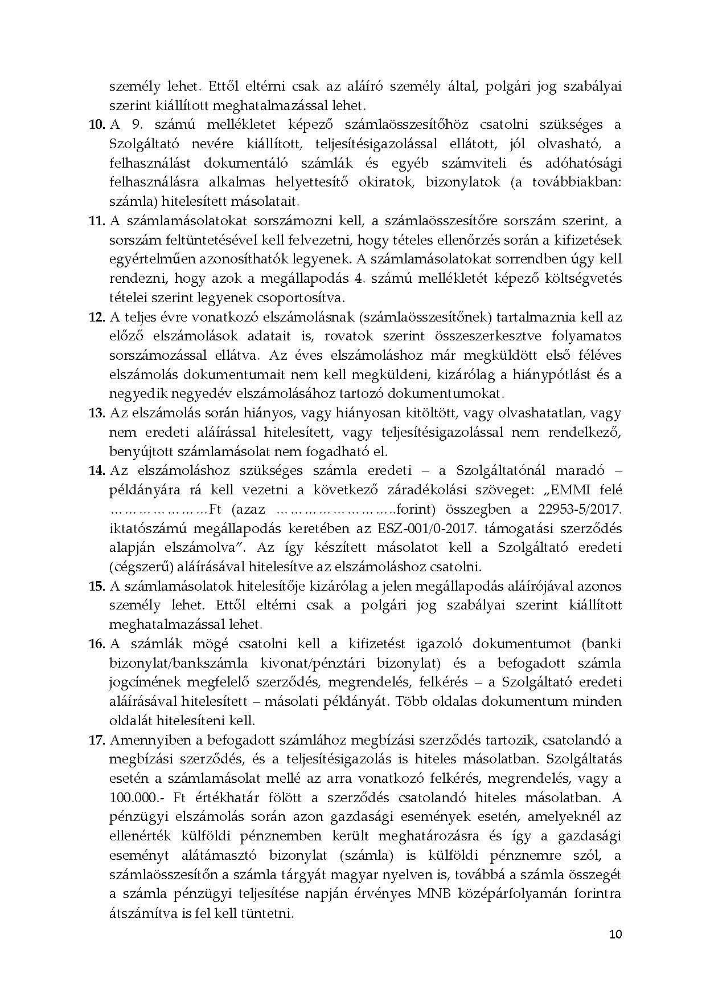 személy lehet. Ettől eltérni csak az aláíró személy által, polgári jog szabályai
szerint kiállított meghatalmazással lehet.
10. A 9. számú mellékletet képező számlaösszesítőhöz csatolni szükséges a
Szolgáltató nevére kiállított, teljesítésigazolással ellátott, jól olvasható, a
felhasználást dokumentáló számlák és egyéb számviteli és adóhatósági
felhasználásra alkalmas helyettesítő okiratok, bizonylatok (a továbbiakban:
számla) hitelesített másolatait.
11. A számlamásolatokat sorszámozni kell, a számlaösszesítőre sorszám szerint, a
sorszám feltüntetésével kell felvezetni, hogy tételes ellenőrzés során a kifizetések
egyértelműen azonosíthatók legyenek. A számlamásolatokat sorrendben úgy kell
rendezni, hogy azok a megállapodás 4. számú mellékletét képező költségvetés
tételei szerint legyenek csoportosítva.
12. A teljes évre vonatkozó elszámolásnak (számlaösszesítőnek) tartalmaznia kell az
előző elszámolások adatait is, rovatok szerint összeszerkesztve folyamatos
sorszámozással ellátva. Az éves elszámoláshoz már megküldött első féléves
elszámolás dokumentumait nem kell megküldeni, kizárólag a hiánypótlást és a
negyedik negyedév elszámolásához tartozó dokumentumokat.
13. Az elszámolás során hiányos, vagy hiányosan kitöltött, vagy olvashatatlan, vagy
nem eredeti aláírással hitelesített, vagy teljesítésigazolással nem rendelkező,
benyújtott számlamásolat nem fogadható el.
14. Az elszámoláshoz szükséges számla eredeti – a Szolgáltatónál maradó –
példányára rá kell vezetni a következő záradékolási szöveget: „EMMI felé
…………………Ft (azaz ……………………..forint) összegben a 22953-5/2017.
iktatószámú megállapodás keretében az ESZ-001/0-2017. támogatási szerződés
alapján elszámolva”. Az így készített másolatot kell a Szolgáltató eredeti
(cégszerű) aláírásával hitelesítve az elszámoláshoz csatolni.
15. A számlamásolatok hitelesítője kizárólag a jelen megállapodás aláírójával azonos
személy lehet. Ettől eltérni csak a polgári jog szabályai szerint kiállított
meghatalmazással lehet.
16. A számlák mögé csatolni kell a kifizetést igazoló dokumentumot (banki
bizonylat/bankszámla kivonat/pénztári bizonylat) és a befogadott számla
jogcímének megfelelő szerződés, megrendelés, felkérés – a Szolgáltató eredeti
aláírásával hitelesített – másolati példányát. Több oldalas dokumentum minden
oldalát hitelesíteni kell.
17. Amennyiben a befogadott számlához megbízási szerződés tartozik, csatolandó a
megbízási szerződés, és a teljesítésigazolás is hiteles másolatban. Szolgáltatás
esetén a számlamásolat mellé az arra vonatkozó felkérés, megrendelés, vagy a
100.000.- Ft értékhatár fölött a szerződés csatolandó hiteles másolatban. A
pénzügyi elszámolás során azon gazdasági események esetén, amelyeknél az
ellenérték külföldi pénznemben került meghatározásra és így a gazdasági
eseményt alátámasztó bizonylat (számla) is külföldi pénznemre szól, a
számlaösszesítőn a számla tárgyát magyar nyelven is, továbbá a számla összegét
a számla pénzügyi teljesítése napján érvényes MNB középárfolyamán forintra
átszámítva is fel kell tüntetni.
10